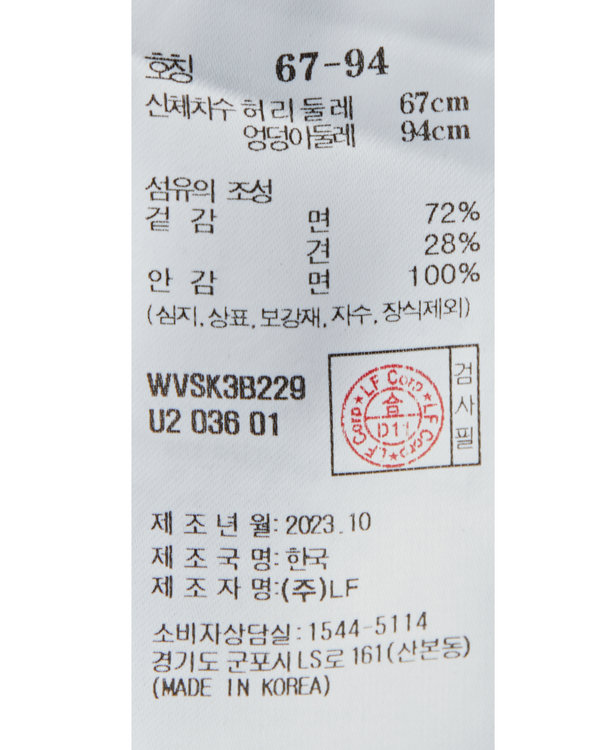 호칭 67-94
신체치수 허리둘레 67cm
엉덩이둘레 94cm
섬유의 조성
겉감 면 72%
견 28%
안감 면 100%
(심지, 상표, 보강재, 자수, 장식제외)
WVSK3B229
U2 036 01
LF Corp ★ LF Corp ★ LF Corp ★
合
D11
검사필
제조년월: 2023.10
제조국명: 한국
제조자명:(주)LF
소비자상담실: 1544-5114
경기도 군포시 LS로 161(산본동)
(MADE IN KOREA)